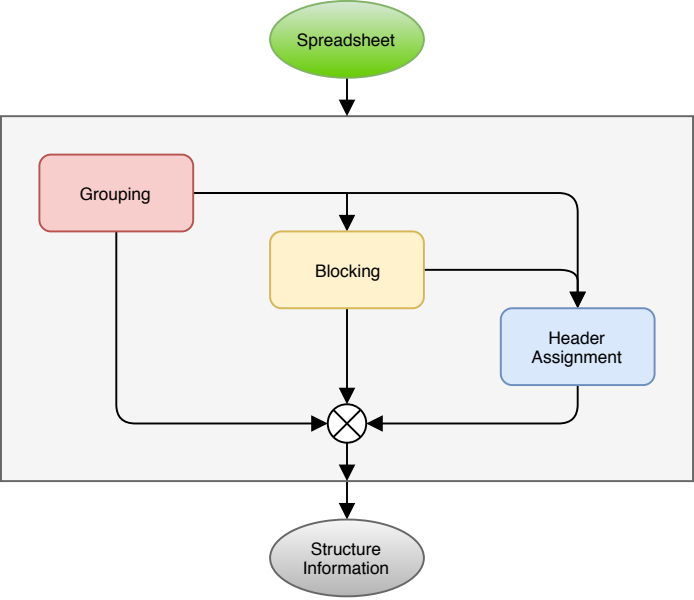 Spreadsheet
Grouping
Blocking
Header
Assignment
Structure
Information